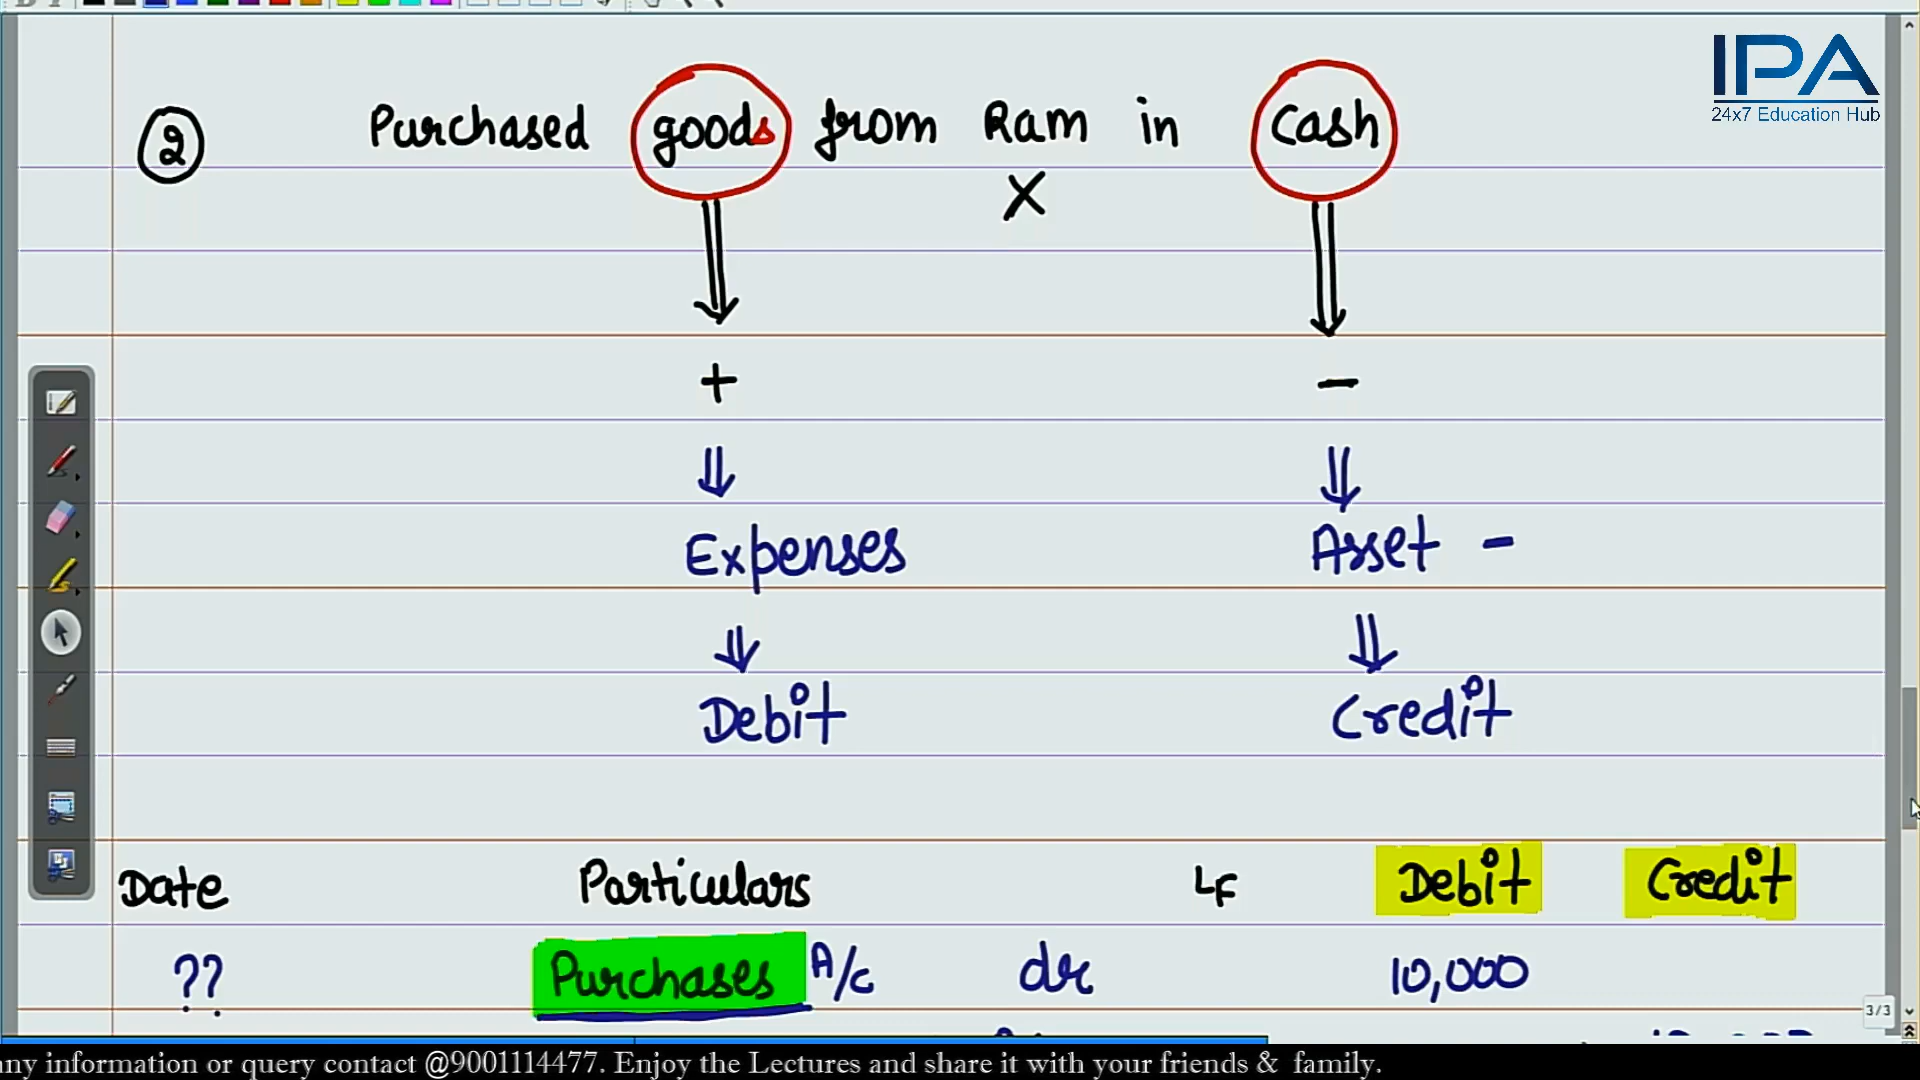 IPA
24x7 Education Hub
2 Purchased goods from Ram in Cash
X
+ -
Expenses Asset -
Debit Credit
Date Particulars LF Debit Credit
?? Purchases A/c dr 10,000
3/3
ny information or query contact @9001114477. Enjoy the Lectures and share it with your friends & family.